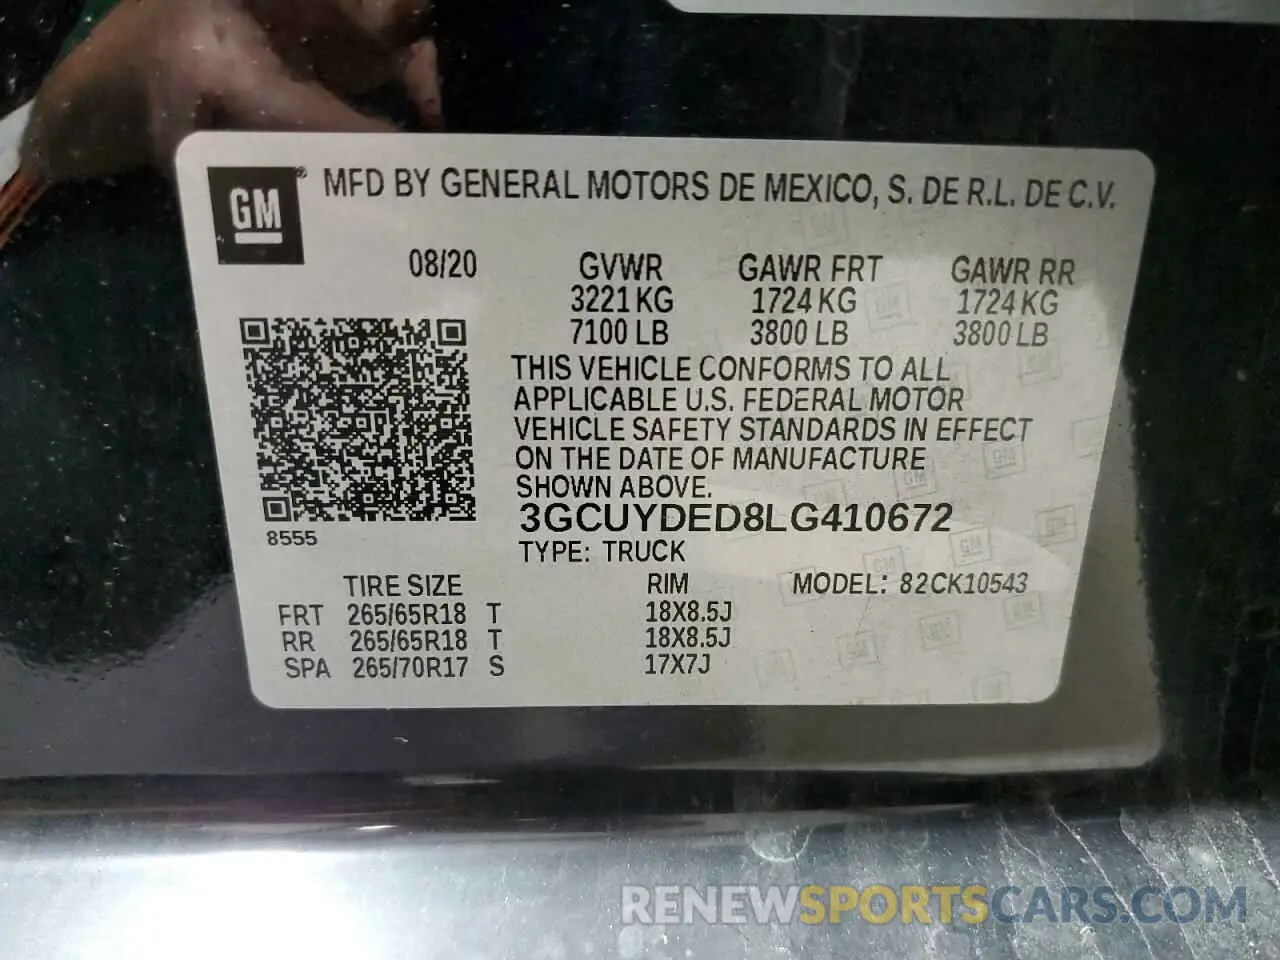 GM® MFD BY GENERAL MOTORS DE MEXICO, S. DE R.L. DE C.V.
08/20 GVWR GAWR FRT GAWR RR
3221 KG 1724 KG 1724 KG
7100 LB 3800 LB 3800 LB
THIS VEHICLE CONFORMS TO ALL
APPLICABLE U.S. FEDERAL MOTOR
VEHICLE SAFETY STANDARDS IN EFFECT
ON THE DATE OF MANUFACTURE
SHOWN ABOVE.
3GCUYDED8LG410672
8555
TYPE: TRUCK
TIRE SIZE RIM MODEL: 82CK10543
FRT 265/65R18 T 18X8.5J
RR 265/65R18 T 18X8.5J
SPA 265/70R17 S 17X7J
RENEWSPORTSCARS.COM